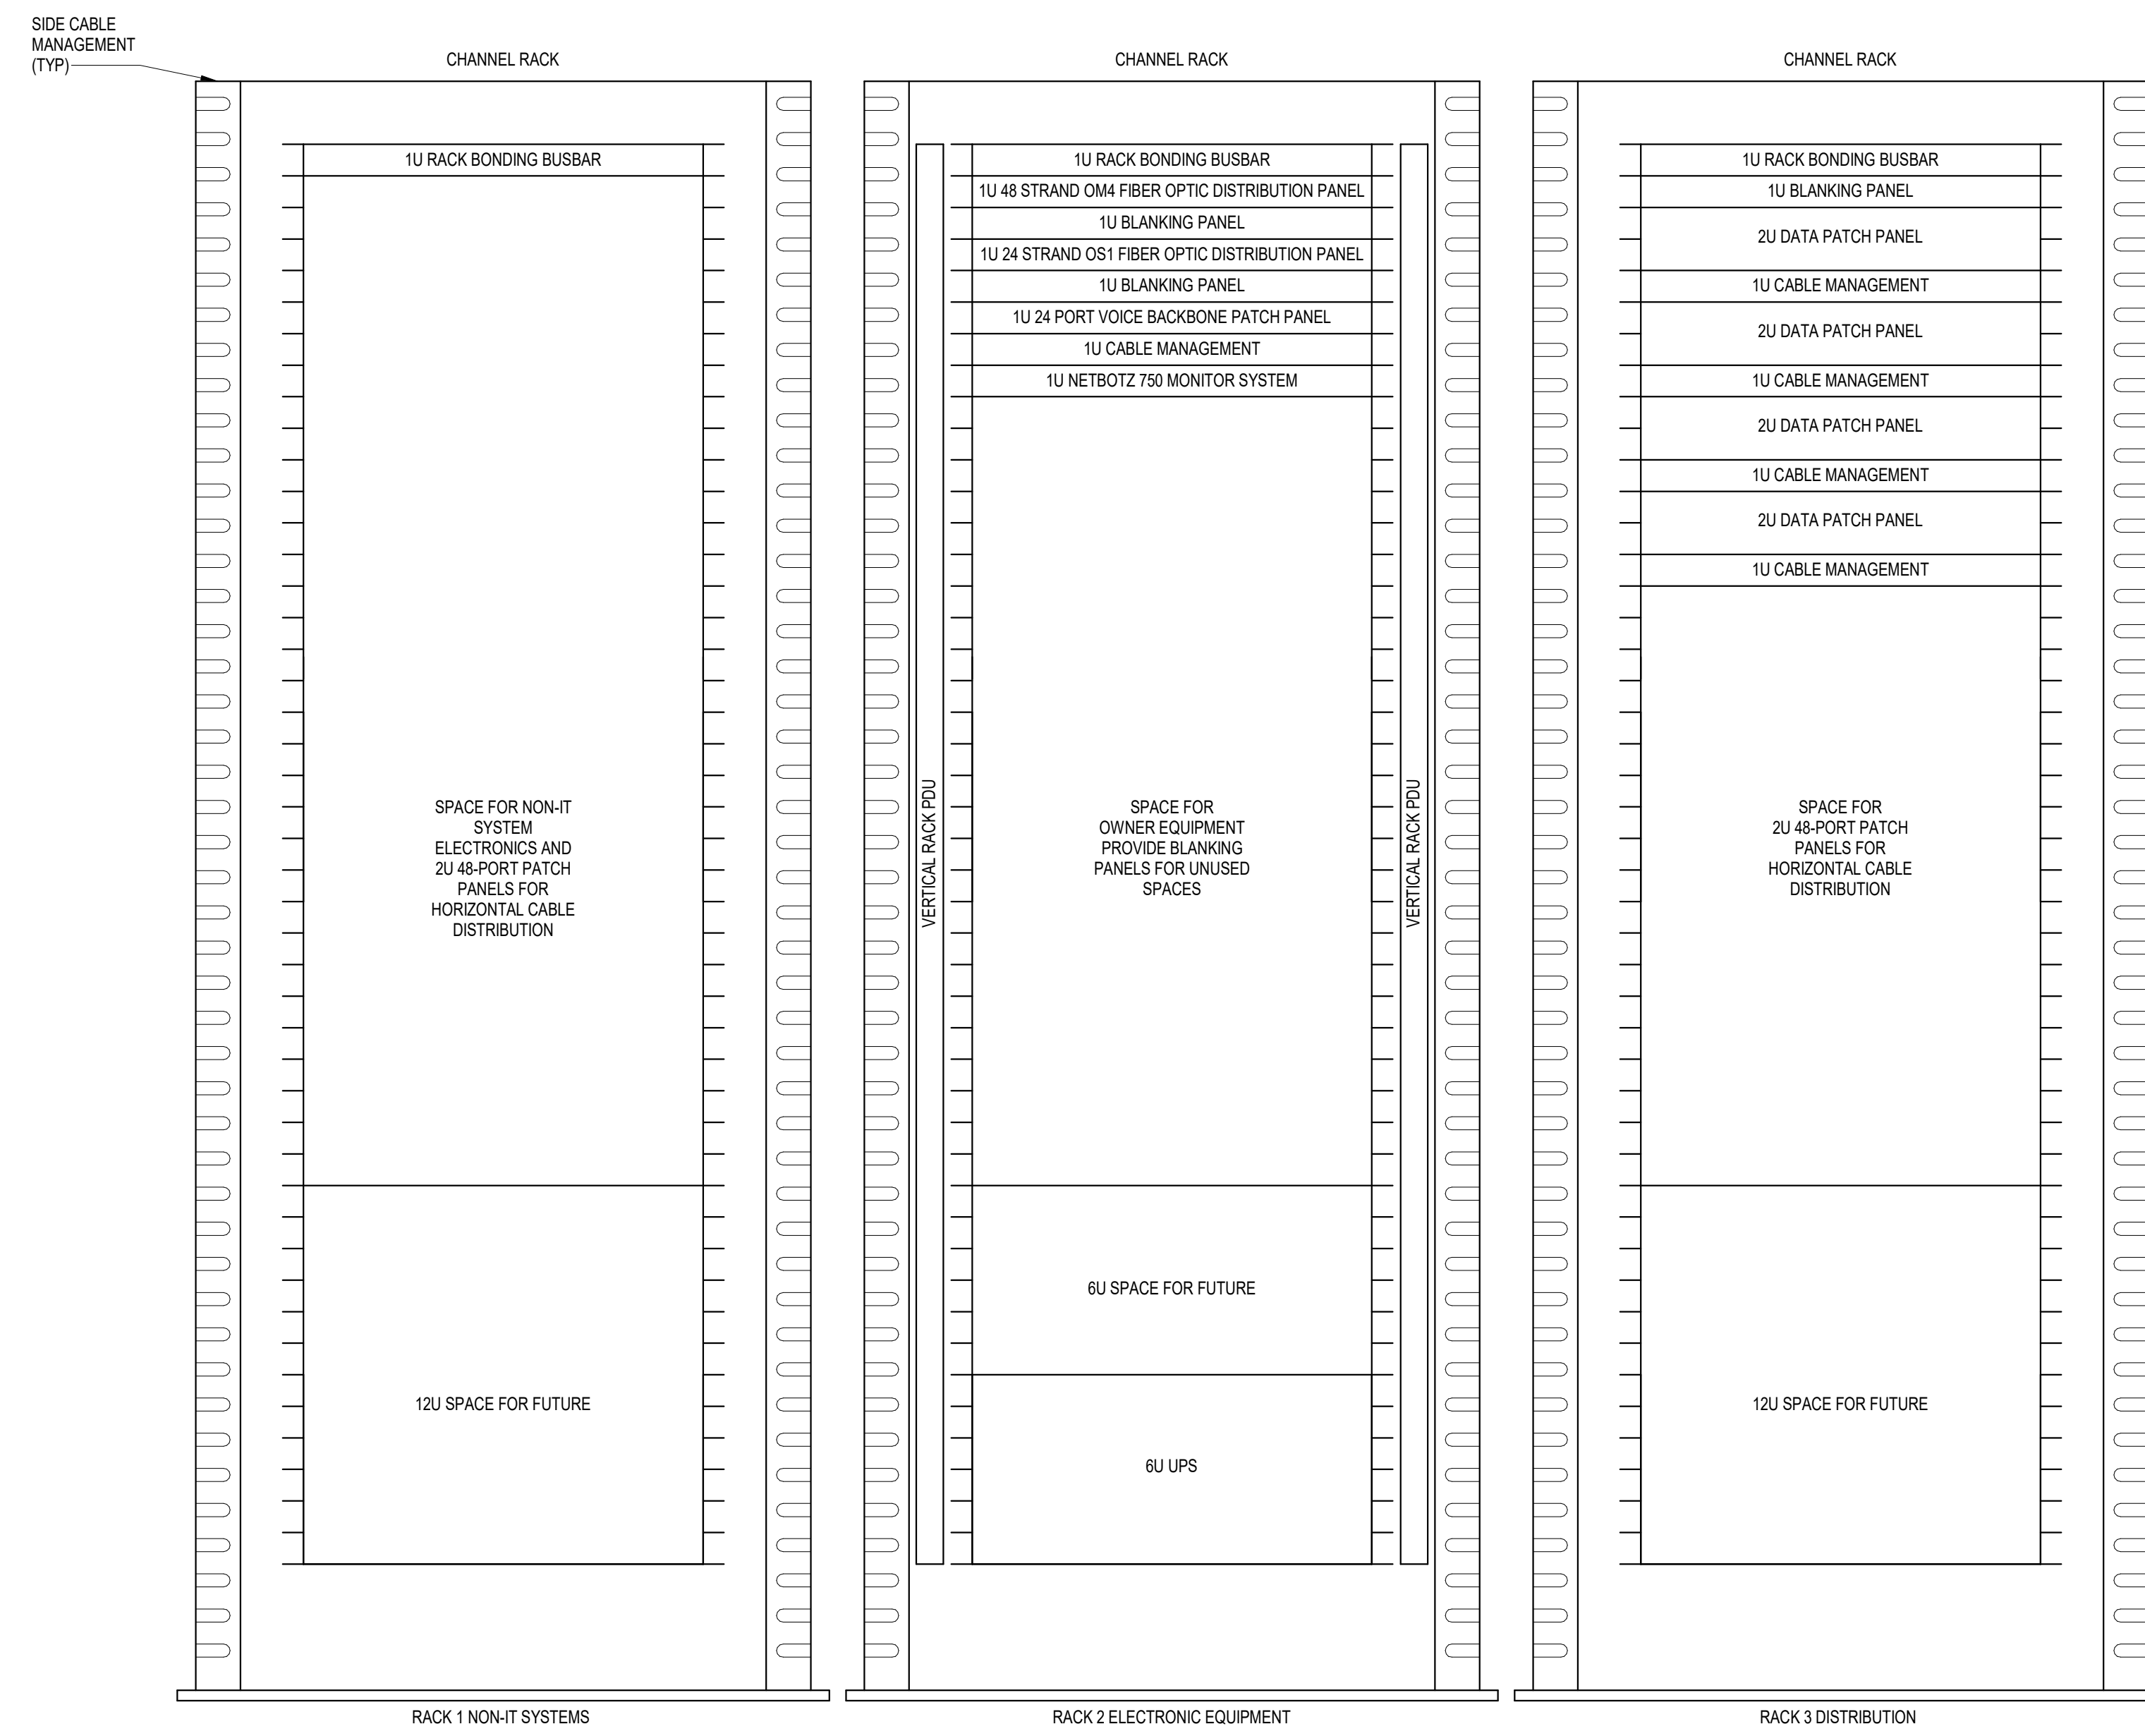 SIDE CABLE
MANAGEMENT
(TYP)
CHANNEL RACK
1U RACK BONDING BUSBAR
SPACE FOR NON-IT
SYSTEM
ELECTRONICS AND
2U 48-PORT PATCH
PANELS FOR
HORIZONTAL CABLE
DISTRIBUTION
12U SPACE FOR FUTURE
RACK 1 NON-IT SYSTEMS
CHANNEL RACK
1U RACK BONDING BUSBAR
1U 48 STRAND OM4 FIBER OPTIC DISTRIBUTION PANEL
1U BLANKING PANEL
1U 24 STRAND OS1 FIBER OPTIC DISTRIBUTION PANEL
1U BLANKING PANEL
1U 24 PORT VOICE BACKBONE PATCH PANEL
1U CABLE MANAGEMENT
1U NETBOTZ 750 MONITOR SYSTEM
VERTICAL RACK PDU
SPACE FOR
OWNER EQUIPMENT
PROVIDE BLANKING
PANELS FOR UNUSED
SPACES
VERTICAL RACK PDU
6U SPACE FOR FUTURE
6U UPS
RACK 2 ELECTRONIC EQUIPMENT
CHANNEL RACK
1U RACK BONDING BUSBAR
1U BLANKING PANEL
2U DATA PATCH PANEL
1U CABLE MANAGEMENT
2U DATA PATCH PANEL
1U CABLE MANAGEMENT
2U DATA PATCH PANEL
1U CABLE MANAGEMENT
2U DATA PATCH PANEL
1U CABLE MANAGEMENT
SPACE FOR
2U 48-PORT PATCH
PANELS FOR
HORIZONTAL CABLE
DISTRIBUTION
12U SPACE FOR FUTURE
RACK 3 DISTRIBUTION